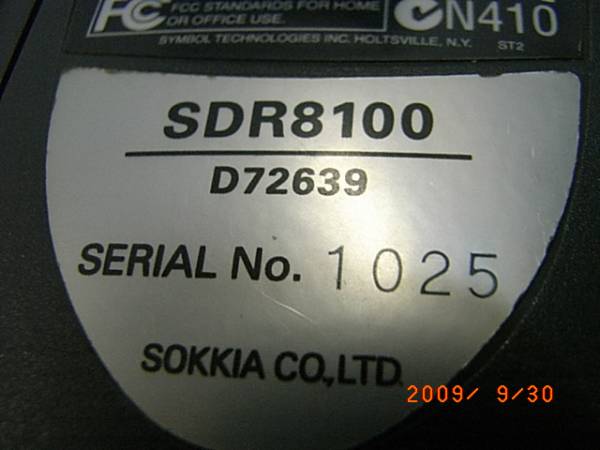 FC FCC STANDARDS FOR HOME
OR OFFICE USE.
N410
SYMBOL TECHNOLOGIES INC. HOLTSVILLE, N.Y. ST2
SDR8100
D72639
SERIAL No. 1025
SOKKIA CO.,LTD.
2009/ 9/30